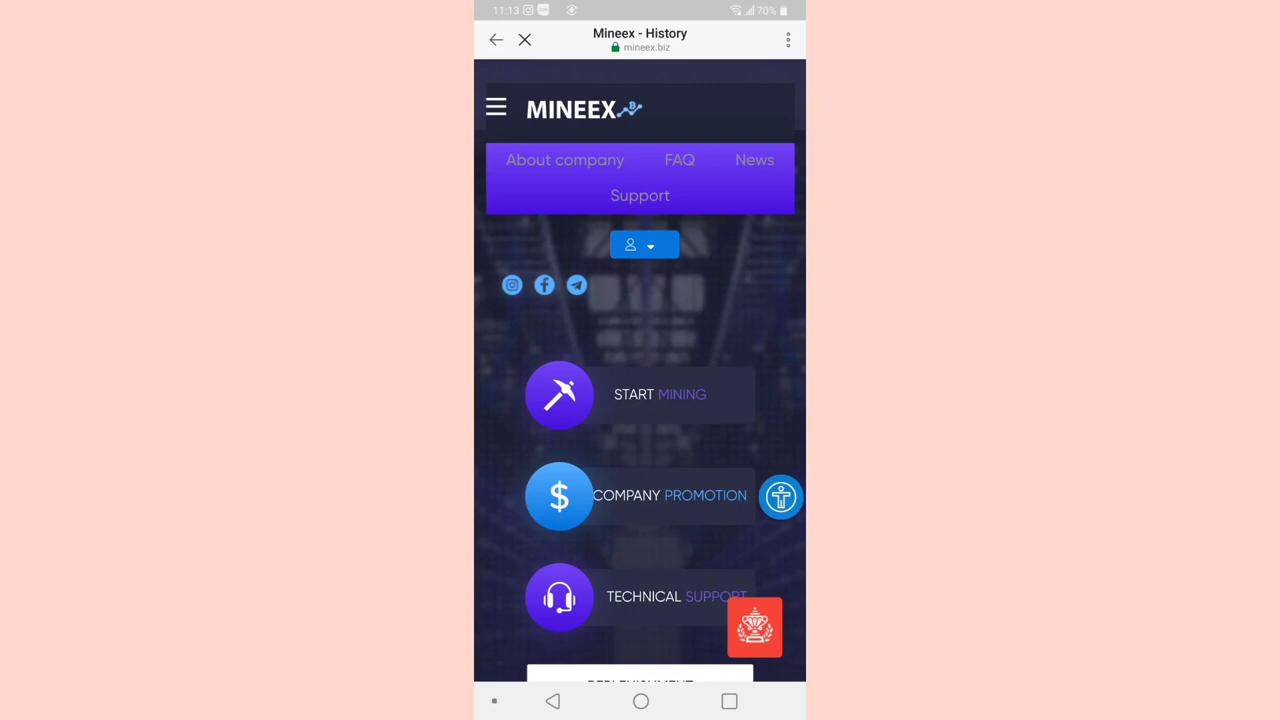 11:13
70%
Mineex - History
mineex.biz
MINEEX
About company FAQ News
Support
START MINING
$ COMPANY PROMOTION
TECHNICAL SUPPORT
REPLENISHMENT